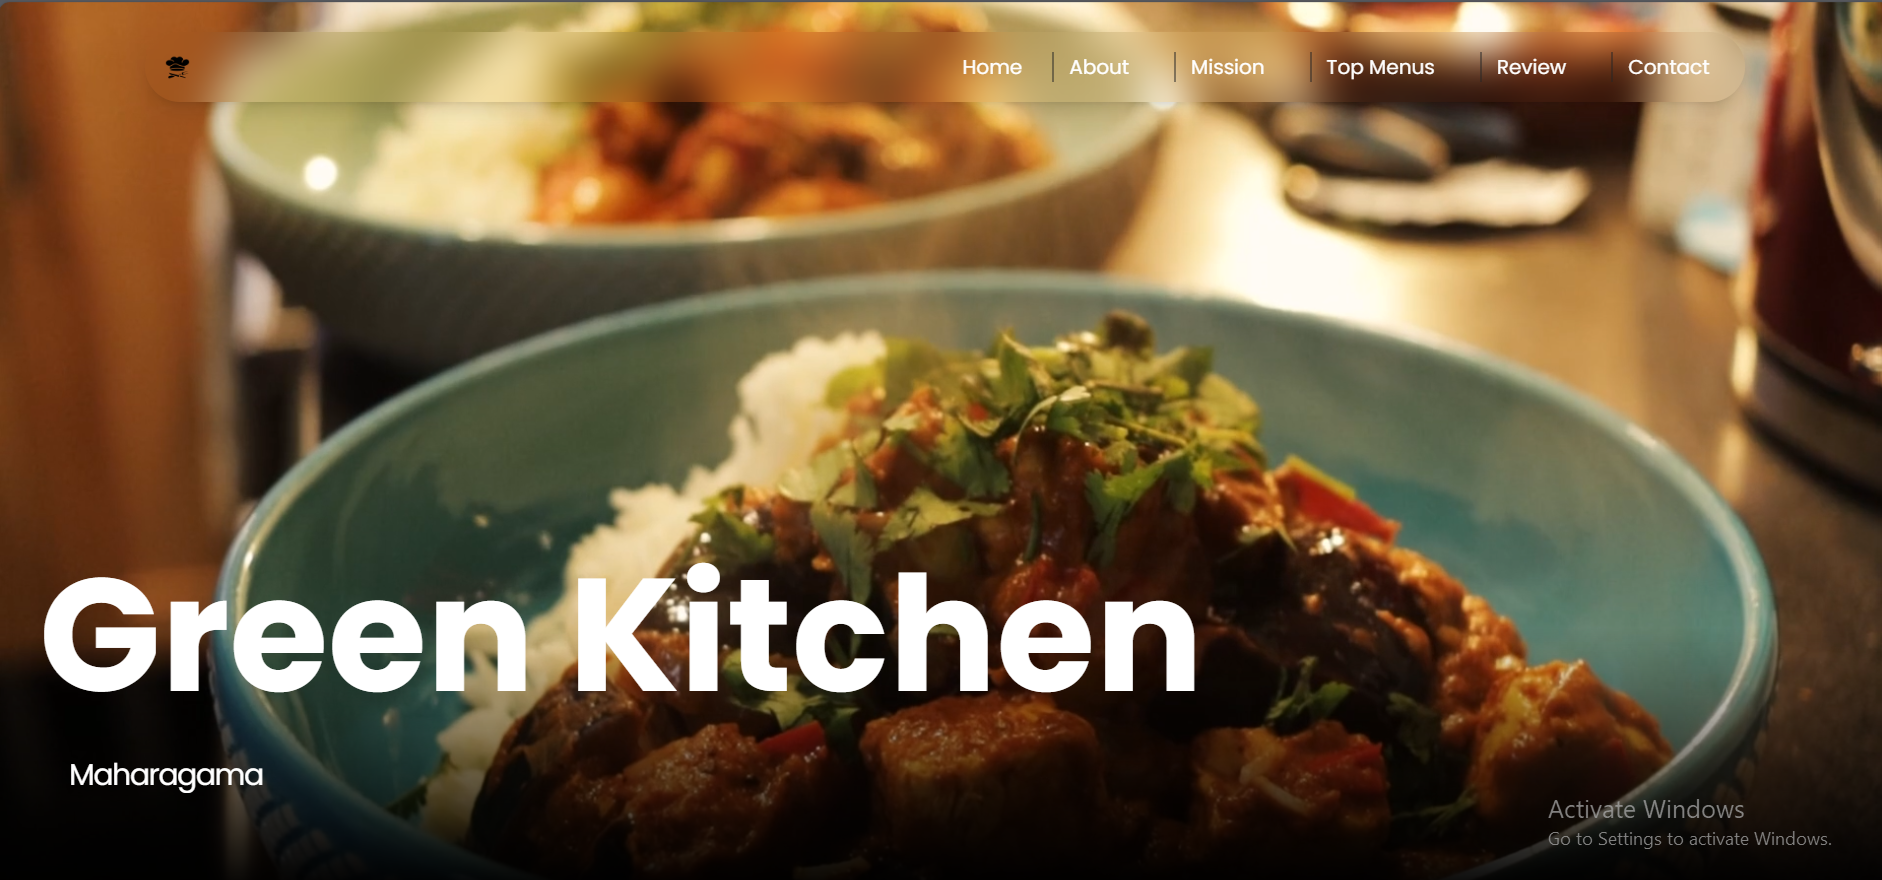 Home About Mission Top Menus Review Contact
Green Kitchen
Maharagama
Activate Windows
Go to Settings to activate Windows.